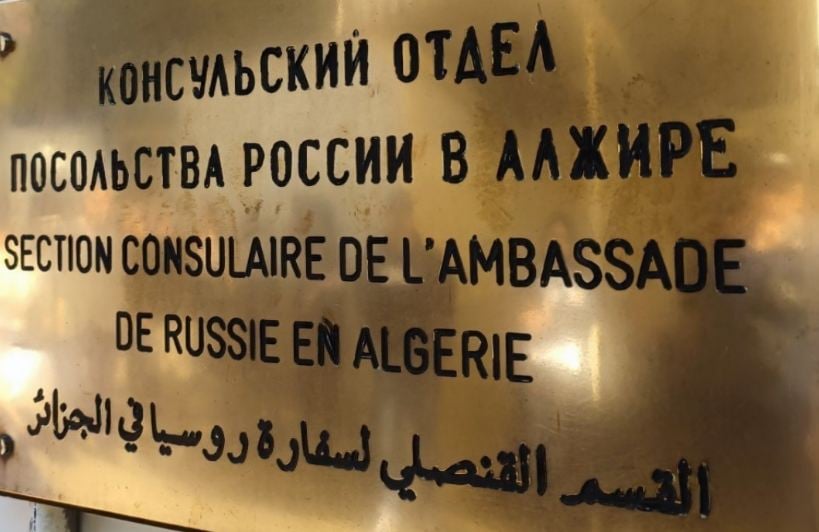 КОНСУЛЬСКИЙ ОТДЕЛ
ПОСОЛЬСТВА РОССИИ В АЛЖИРЕ
SECTION CONSULAIRE DE L'AMBASSADE
DE RUSSIE EN ALGERIE
القسم القنصلي لسفارة روسيا في الجزائر